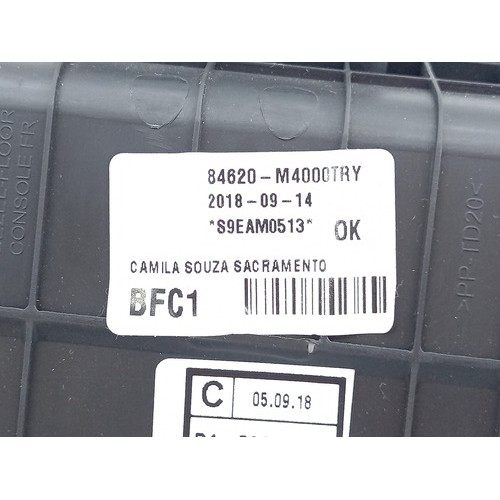 84620-M4000TRY
2018-09-14
*S9EAM0513* OK
CAMILA SOUZA SACRAMENTO
BFC1
CONSOLE FR
>PP-TD20<
C 05.09.18